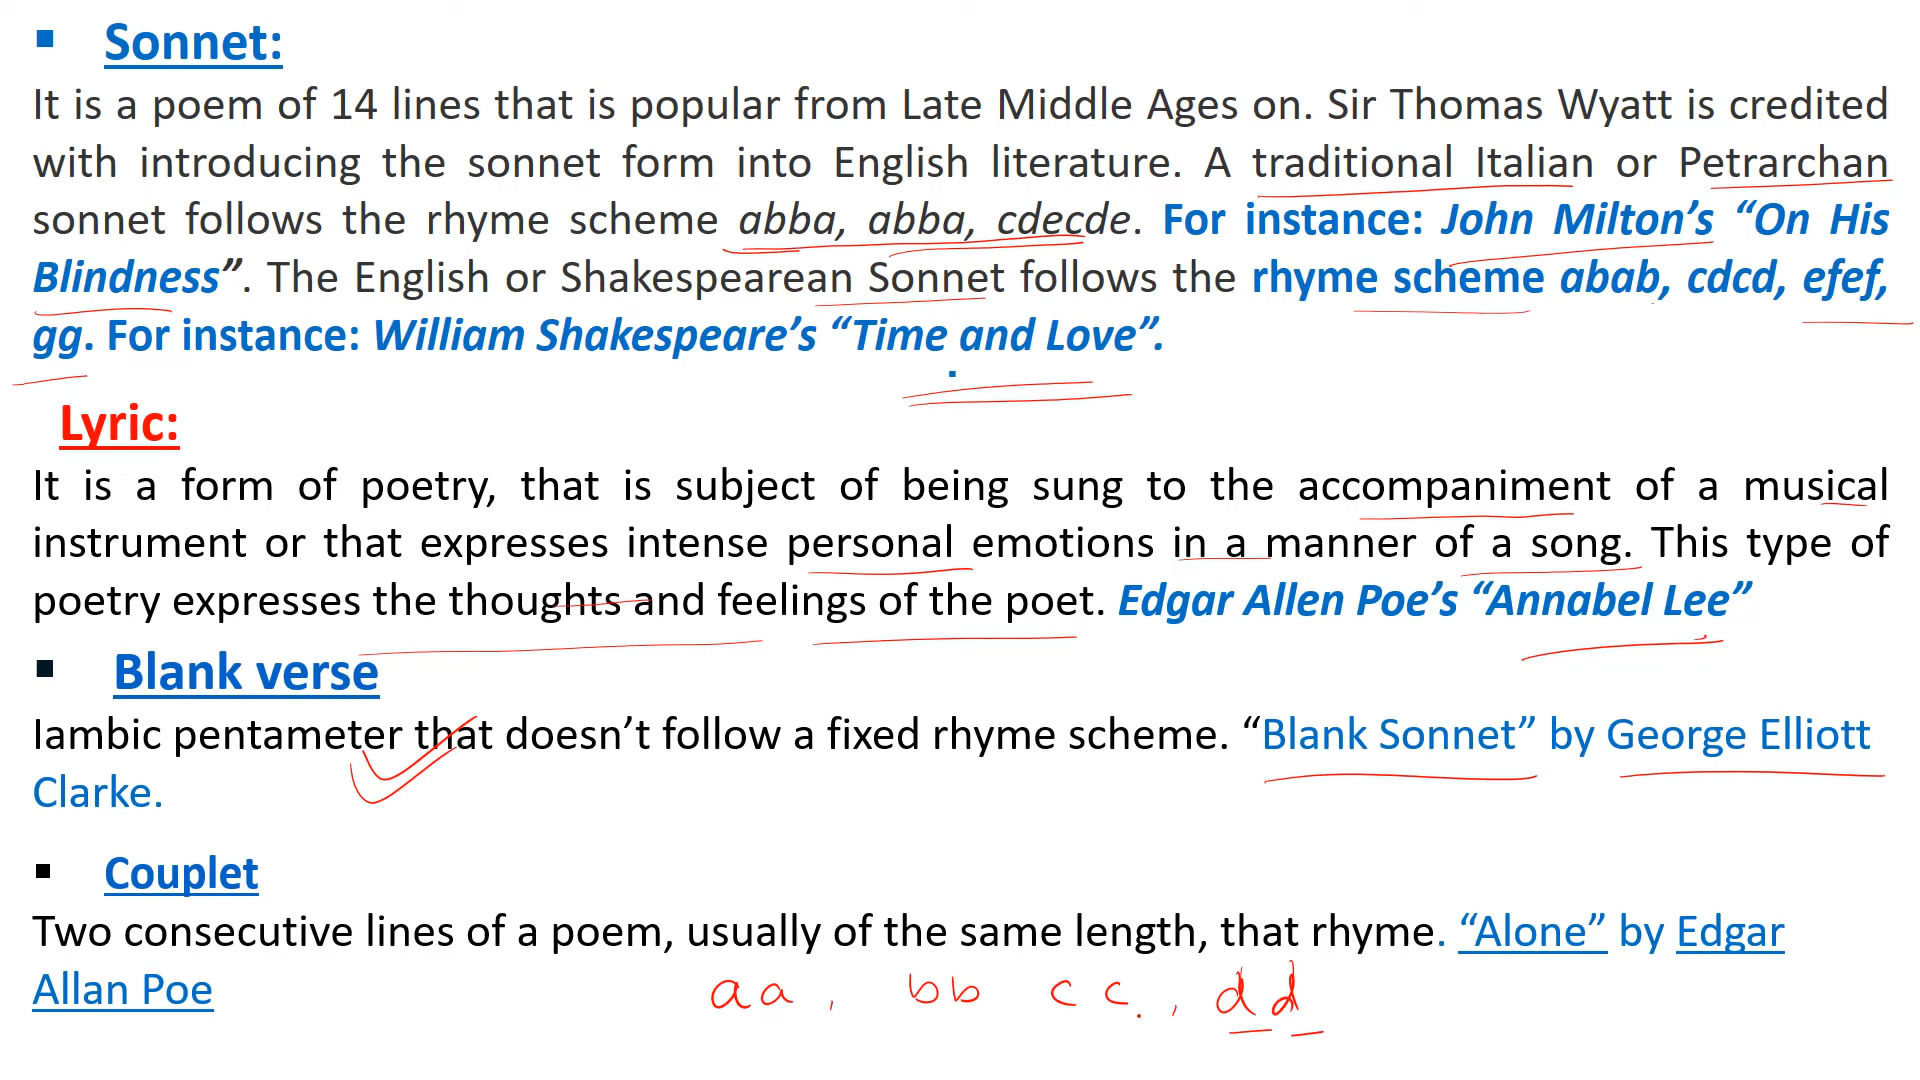 ▪ Sonnet:
It is a poem of 14 lines that is popular from Late Middle Ages on. Sir Thomas Wyatt is credited
with introducing the sonnet form into English literature. A traditional Italian or Petrarchan
sonnet follows the rhyme scheme abba, abba, cdecde. For instance: John Milton’s “On His
Blindness”. The English or Shakespearean Sonnet follows the rhyme scheme abab, cdcd, efef,
gg. For instance: William Shakespeare’s “Time and Love”.
Lyric:
It is a form of poetry, that is subject of being sung to the accompaniment of a musical
instrument or that expresses intense personal emotions in a manner of a song. This type of
poetry expresses the thoughts and feelings of the poet. Edgar Allen Poe’s “Annabel Lee”
▪ Blank verse
Iambic pentameter that doesn’t follow a fixed rhyme scheme. “Blank Sonnet” by George Elliott
Clarke.
▪ Couplet
Two consecutive lines of a poem, usually of the same length, that rhyme. “Alone” by Edgar
Allan Poe
aa, bb cc., dd